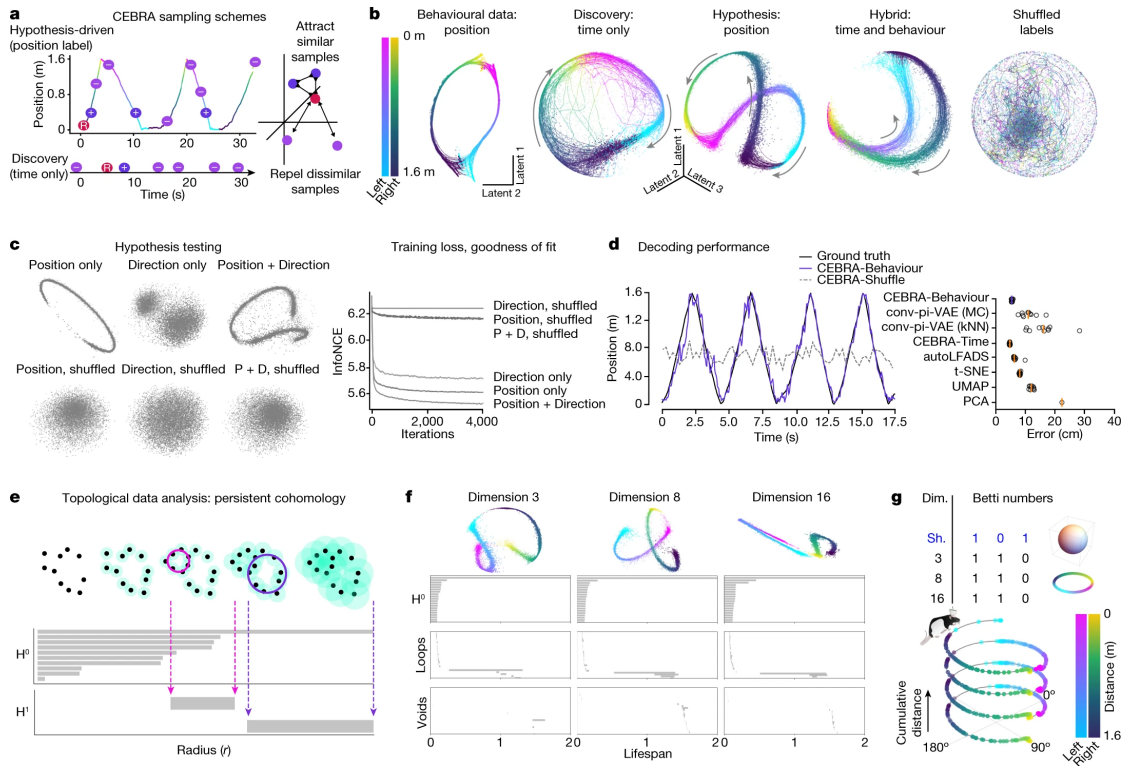 a
CEBRA sampling schemes
Hypothesis-driven
(position label)
Attract
similar
samples
1.6
0.8
0
Position (m)
R
0
10
20
30
Discovery
(time only)
R
0
10
20
30
Time (s)
Repel dissimilar
samples
b
Behavioural data:
position
Discovery:
time only
Hypothesis:
position
Hybrid:
time and behaviour
Shuffled
labels
0 m
1.6 m
Left
Right
Latent 1
Latent 2
Latent 1
Latent 2
Latent 3
c
Hypothesis testing
Position only
Direction only
Position + Direction
Position, shuffled
Direction, shuffled
P + D, shuffled
Training loss, goodness of fit
InfoNCE
6.2
6.0
5.8
5.6
0
2,000
4,000
Iterations
Direction, shuffled
Position, shuffled
P + D, shuffled
Direction only
Position only
Position + Direction
d
Decoding performance
Ground truth
CEBRA-Behaviour
CEBRA-Shuffle
Position (m)
1.6
1.2
0.8
4.0
0
0
2.5
5.0
7.5
10.0
12.5
15.0
17.5
Time (s)
CEBRA-Behaviour
conv-pi-VAE (MC)
conv-pi-VAE (kNN)
CEBRA-Time
autoLFADS
t-SNE
UMAP
PCA
0
10
20
30
40
Error (cm)
e
Topological data analysis: persistent cohomology
H0
H1
Radius (r)
f
Dimension 3
Dimension 8
Dimension 16
H0
Loops
Voids
0
1
2
0
1
2
0
1
2
Lifespan
g
Dim.
Betti numbers
Sh.
1
0
1
3
1
1
0
8
1
1
0
16
1
1
0
Cumulative
distance
180°
90°
0°
0
1.6
Distance (m)
Left
Right